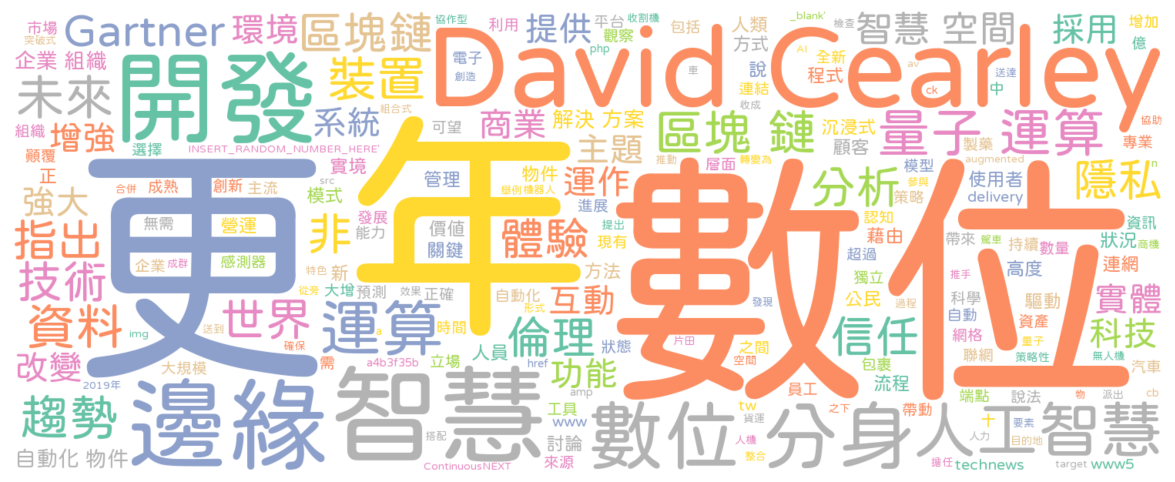 市場
突破式
Gartner
環境
區塊鏈
協作型
利用
收割機
提供
平台
觀察
php
包括
人類
方式
_blank'
檢查
智慧 空間
採用
增加
億
企業 組織
未來
開發
裝置
電子
創造
David Cearley
車
連結
說
AI
全新
程式
av
ck
送達
中
協助
組織
增強
系統
組合式
可望
商業
解決 方案
收成
區塊 鏈
沉浸式
顧客
量子 運算
專業
顛覆
正
選擇
INSERT_RANDOM_NUMBER_HERE'
實境
主題
推動
層面
轉變為
製藥
模型
augmented
n
合併
成熟
創新
主流
src
模式
管理
物件
舉例
機器人
運作
分析
參與
策略
使用者
delivery
隱私
強大
無需
營運
非
發展
能力
價值
關鍵
進展
體驗
提出
現有
認知
藉由
帶來
駕車
持續
數量
資訊
狀況
商機
指出
更
年
數位
企業
成群
感測器
特色
新
超過
獨立
推手
高度
連網
技術
從旁
大增
預測
效果
正確
自動化
方法
形式
互動
發現
公民
過程
科學
自動
驅動
實體
資料
img
送到
世界
運算
a
時間
倫理
信任
網格
資產
量子
科技
改變
2019年
大規模
確保
需
a4b3f35b
人員
立場
href
狀態
片田
空間
之間
包裹
聯網
策略性
無人機
汽車
趨勢
邊緣
智慧
amp
功能
員工
流程
端點
說法
物
派出
cb
工具
www
tw
貨運
之下
帶動
十
要素
自動化 物件
搭配
討論
數位 分身
人工智慧
人機
整合
人力
目的地
ContinuousNEXT
來源
擔任
technews
target
www5